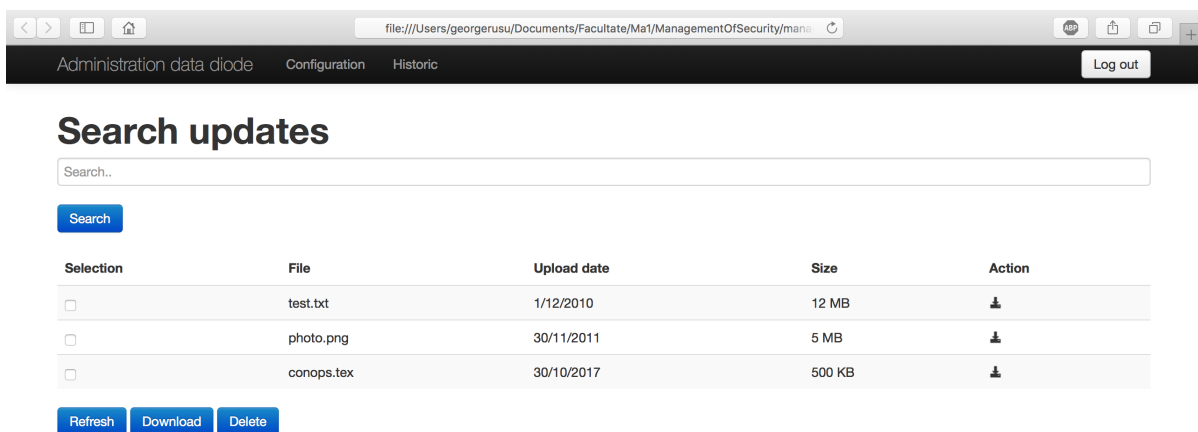 file:///Users/georgerusu/Documents/Facultate/Ma1/ManagementOfSecurity/mana
ABP
Administration data diode Configuration Historic Log out
Search updates
Search..
Search
Selection File Upload date Size Action
test.txt 1/12/2010 12 MB
photo.png 30/11/2011 5 MB
conops.tex 30/10/2017 500 KB
Refresh Download Delete